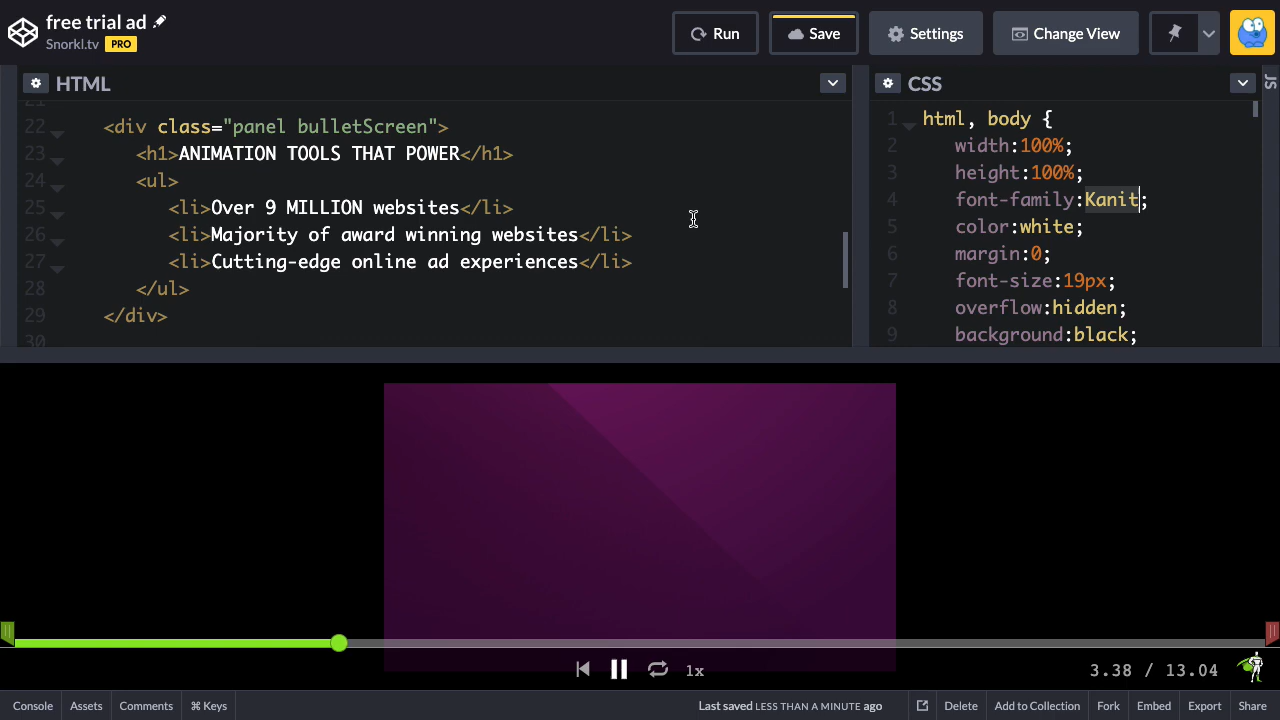 free trial ad
Snorkl.tv PRO
Run
Save
Settings
Change View
HTML
CSS
JS
21
22 <div class="panel bulletScreen">
23 <h1>ANIMATION TOOLS THAT POWER</h1>
24 <ul>
25 <li>Over 9 MILLION websites</li>
26 <li>Majority of award winning websites</li>
27 <li>Cutting-edge online ad experiences</li>
28 </ul>
29 </div>
30
1 html, body {
2 width:100%;
3 height:100%;
4 font-family:Kanit;
5 color:white;
6 margin:0;
7 font-size:19px;
8 overflow:hidden;
9 background:black;
1x
3.38 / 13.04
Console
Assets
Comments
⌘ Keys
Last saved LESS THAN A MINUTE ago
Delete
Add to Collection
Fork
Embed
Export
Share